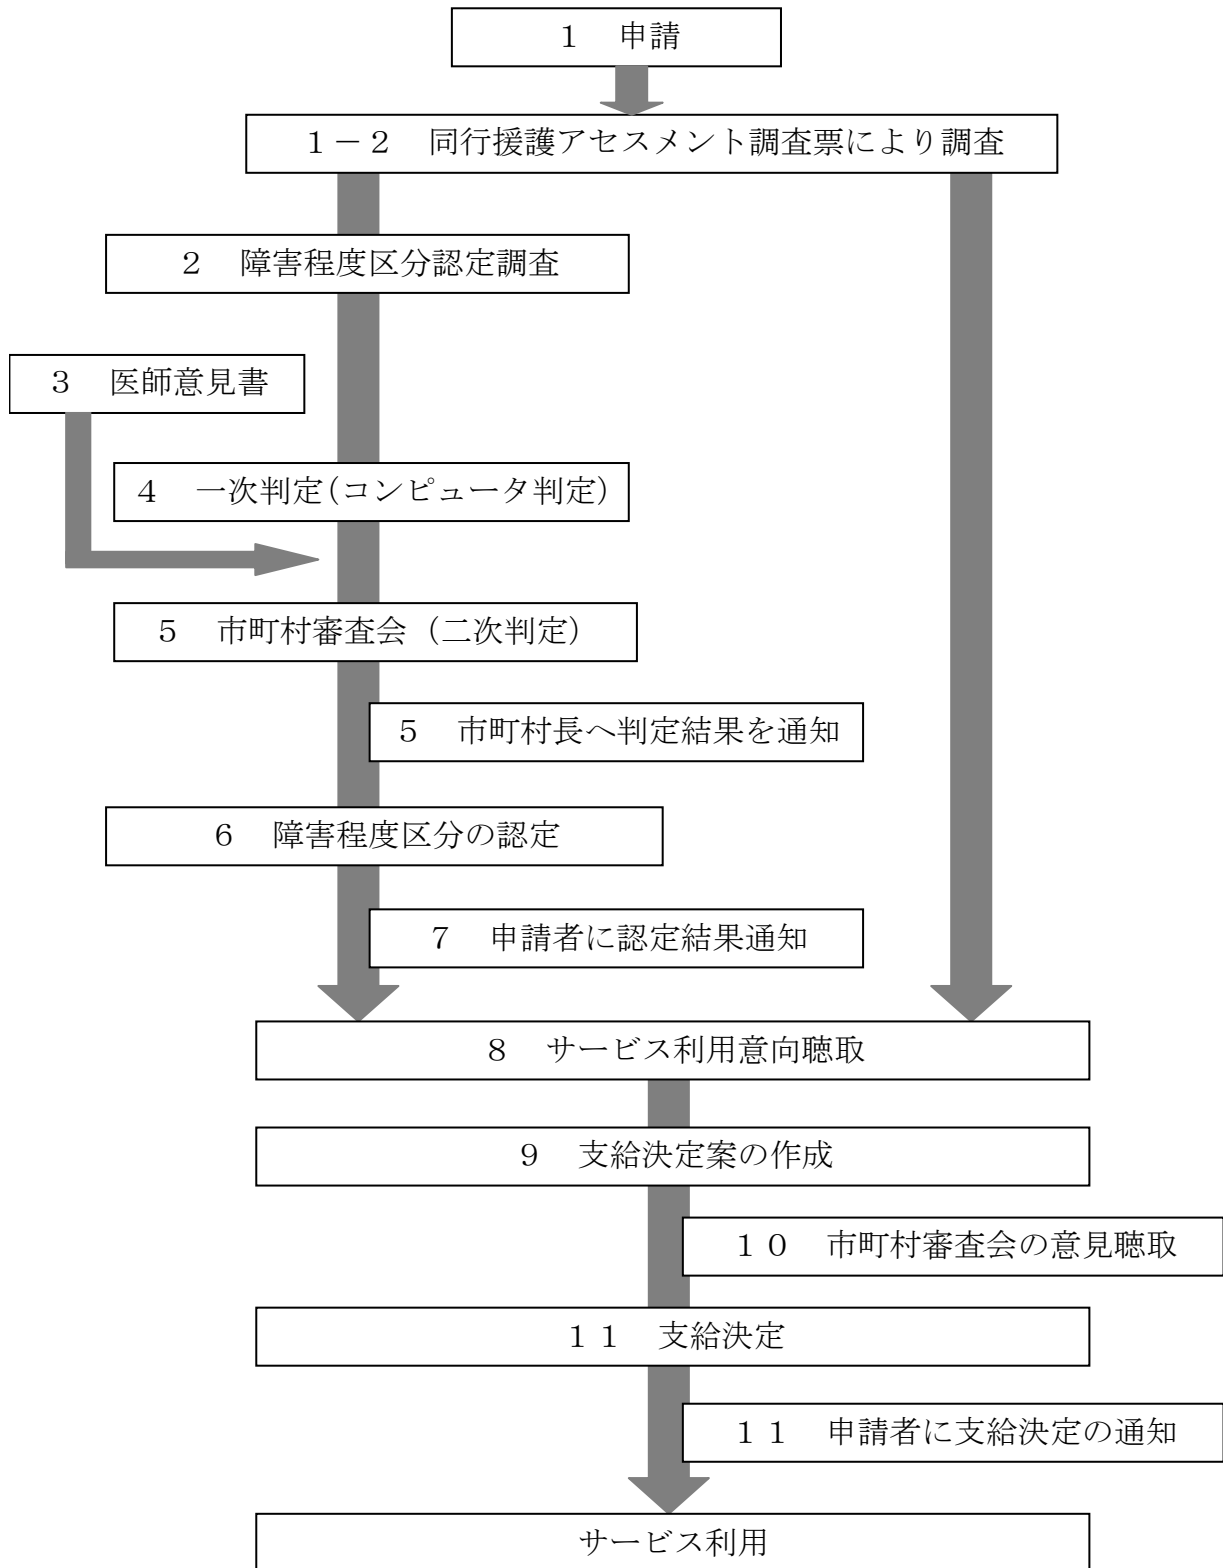 １　申請
１－２　同行援護アセスメント調査票により調査
２　障害程度区分認定調査
３　医師意見書
４　一次判定（コンピュータ判定）
５　市町村審査会（二次判定）
５　市町村長へ判定結果を通知
６　障害程度区分の認定
７　申請者に認定結果通知
８　サービス利用意向聴取
９　支給決定案の作成
１０　市町村審査会の意見聴取
１１　支給決定
１１　申請者に支給決定の通知
サービス利用